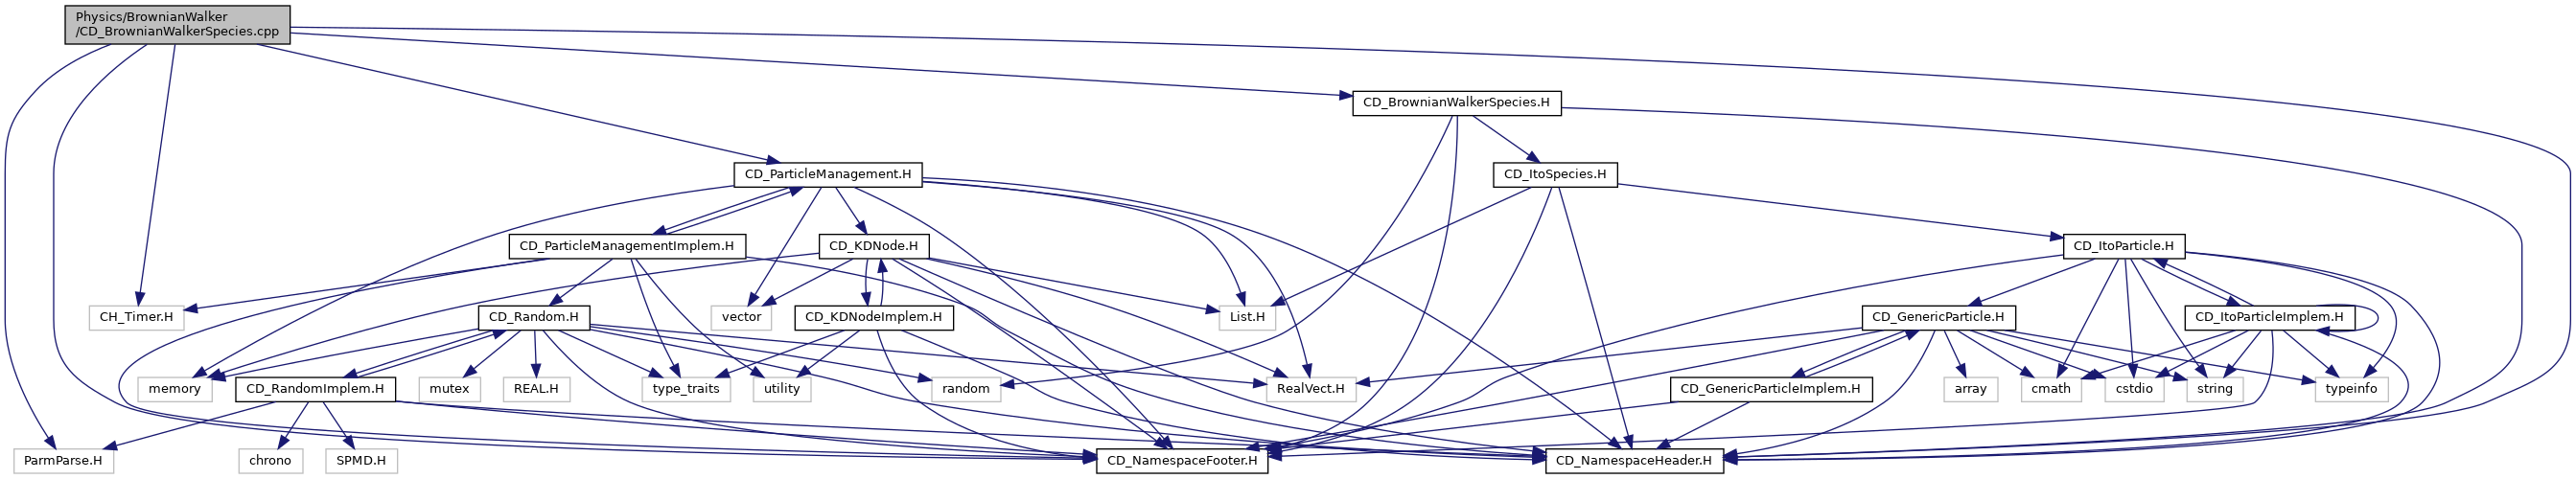 Physics/BrownianWalker
/CD_BrownianWalkerSpecies.cpp
CD_BrownianWalkerSpecies.H
CD_ParticleManagement.H
CD_ItoSpecies.H
CD_ParticleManagementImplem.H
CD_KDNode.H
CD_ItoParticle.H
CH_Timer.H
CD_Random.H
vector
CD_KDNodeImplem.H
List.H
CD_GenericParticle.H
CD_ItoParticleImplem.H
memory
CD_RandomImplem.H
mutex
REAL.H
type_traits
utility
random
RealVect.H
CD_GenericParticleImplem.H
array
cmath
cstdio
string
typeinfo
ParmParse.H
chrono
SPMD.H
CD_NamespaceFooter.H
CD_NamespaceHeader.H